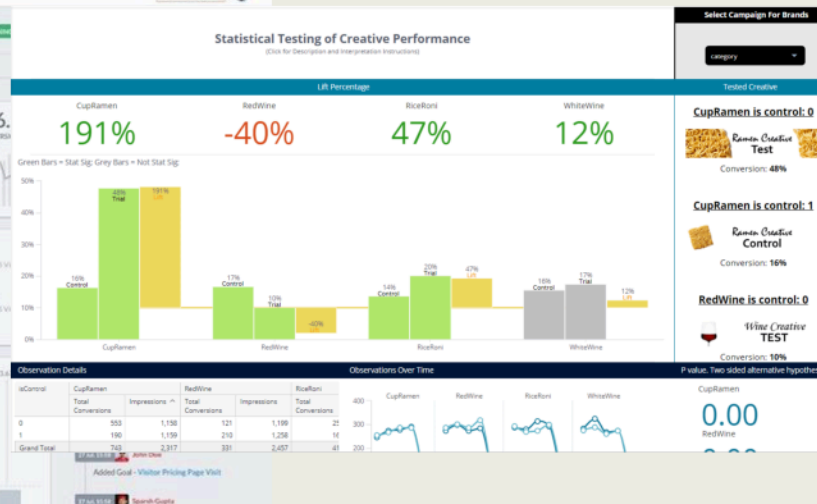 Select Campaign For Brands
Statistical Testing of Creative Performance
(Click for Description and Interpretation Instructions)
category
Lift Percentage
Tested Creative
CupRamen
RedWine
RiceRoni
WhiteWine
191%
-40%
47%
12%
CupRamen is control: 0
Ramen Creative
Test
Conversion: 48%
Green Bars = Stat Sig; Grey Bars = Not Stat Sig;
50%
40%
30%
20%
10%
0%
16%
Control
48%
Trial
191%
Lift
17%
Control
10%
Trial
-40%
Lift
14%
Control
20%
Trial
47%
Lift
16%
Control
17%
Trial
12%
Lift
CupRamen
RedWine
RiceRoni
WhiteWine
CupRamen is control: 1
Ramen Creative
Control
Conversion: 16%
RedWine is control: 0
Wine Creative
TEST
Conversion: 10%
Observation Details
Observations Over Time
P value. Two sided alternative hypothes
isControl
CupRamen
RedWine
RiceRoni
Total Conversions
Impressions
Total Conversions
Impressions
Total Conversions
0 553 1,158 121 1,199
1 190 1,159 210 1,258
Grand Total 743 2,317 331 2,457
400
300
200
CupRamen
RedWine
RiceRoni
WhiteWine
CupRamen
0.00
RedWine
John Doe
Added Goal - Visitor Pricing Page Visit
Sparsh Gupta